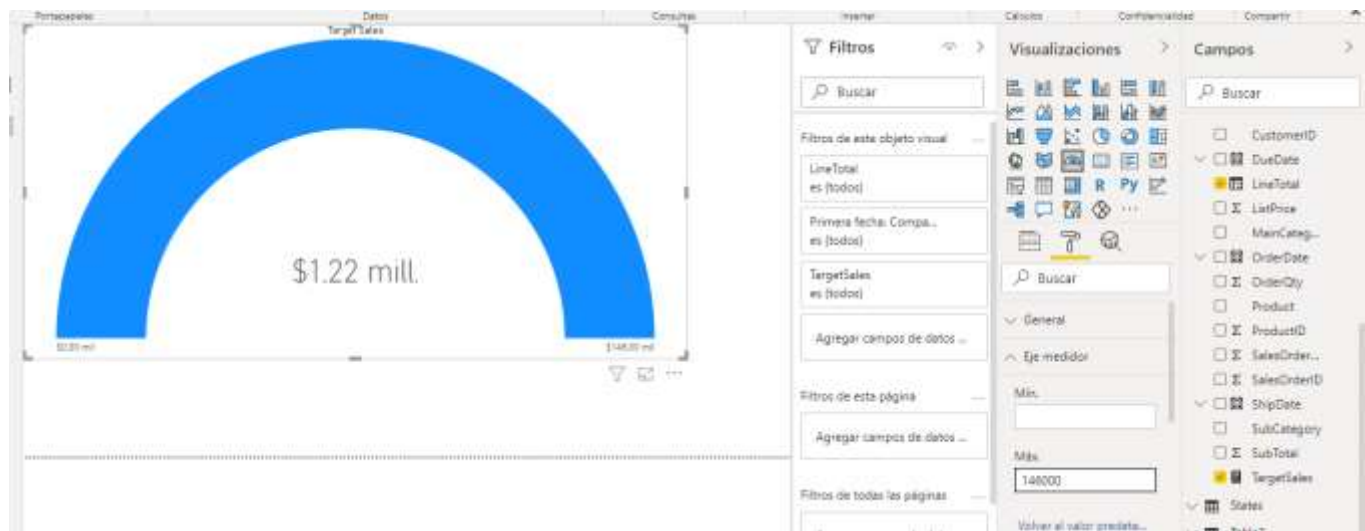 Portapapeles
Datos
Consultas
Insertar
Cálculos
Confidencialidad
Compartir
TargetSales
$1.22 mill.
Filtros
Buscar
Filtros de este objeto visual
LineTotal
es (todos)
Primera fecha: Compa...
es (todos)
TargetSales
es (todos)
Agregar campos de datos ...
Filtros de esta página
Agregar campos de datos ...
Filtros de todas las páginas
Visualizaciones
R Py
Buscar
General
Eje medidor
Mín.
Máx.
Volver al valor predete...
Campos
Buscar
CustomerID
DueDate
LineTotal
ListPrice
MainCateg...
OrderDate
OrderQty
Product
ProductID
SalesOrder...
SalesOrderID
ShipDate
SubCategory
SubTotal
TargetSales
States